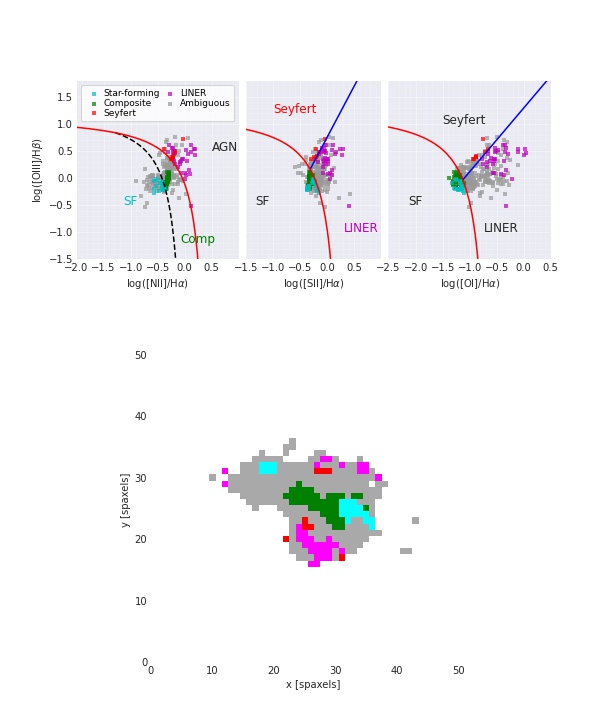 Star-forming LINER
Composite Ambiguous
Seyfert
AGN
SF
Comp
Seyfert
SF
LINER
Seyfert
SF
LINER
1.5
1.0
0.5
0.0
−0.5
−1.0
−1.5
log([OIII]/Hβ)
−2.0 −1.5 −1.0 −0.5 0.0 0.5
−1.5 −1.0 −0.5 0.0 0.5
−2.5 −2.0 −1.5 −1.0 −0.5 0.0 0.5
log([NII]/Hα)
log([SII]/Hα)
log([OI]/Hα)
50
40
30
20
10
0
y [spaxels]
0 10 20 30 40 50
x [spaxels]